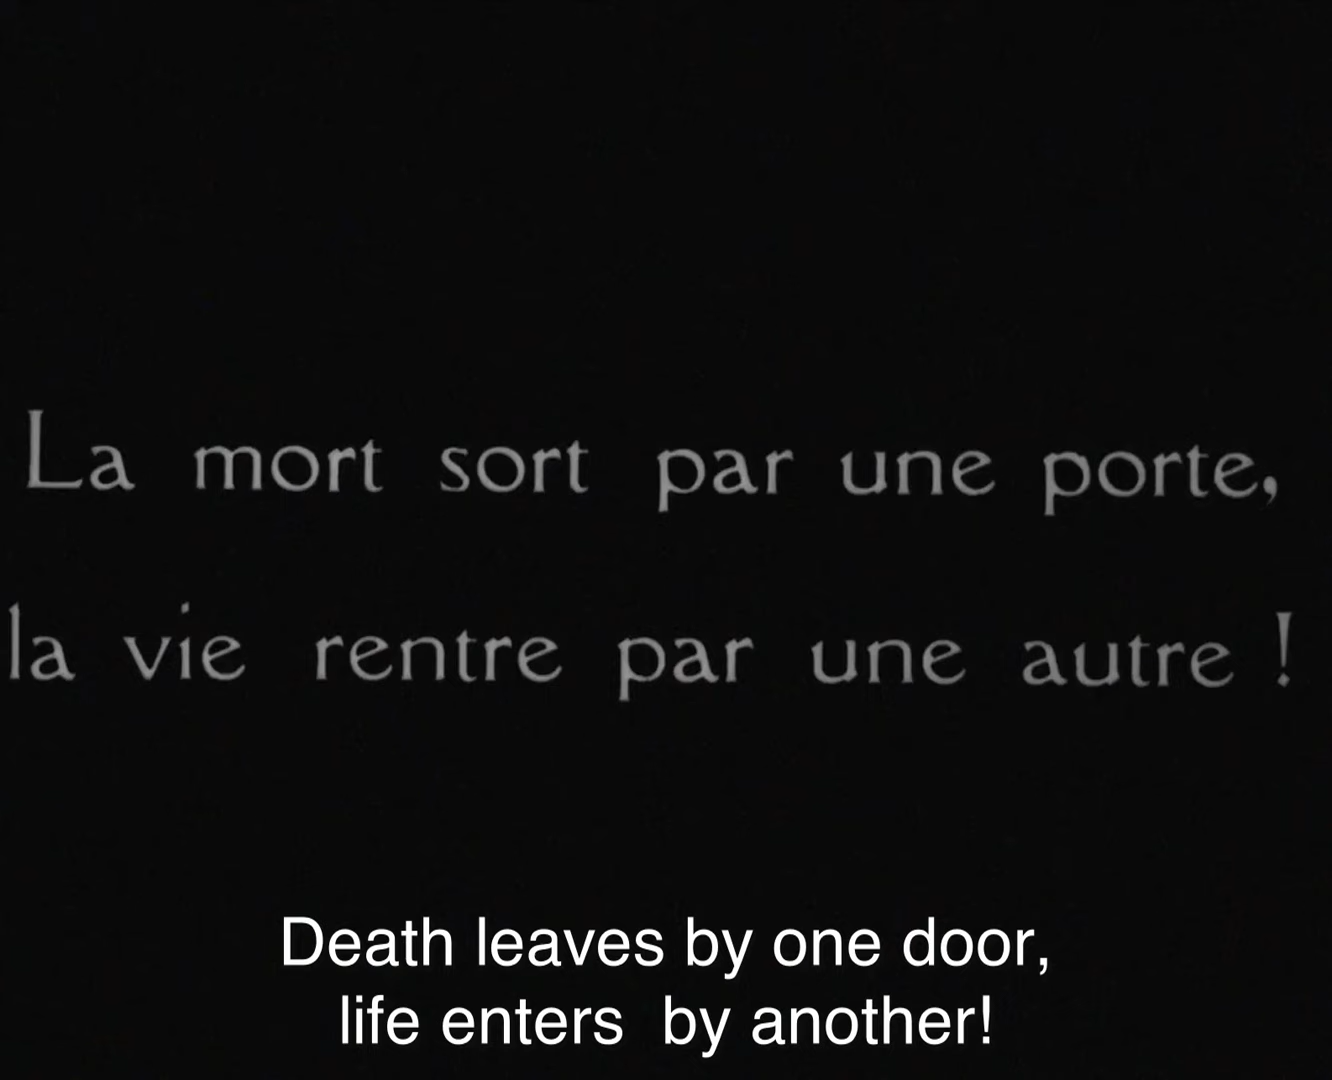 La mort sort par une porte,
la vie rentre par une autre !
Death leaves by one door,
life enters  by another!